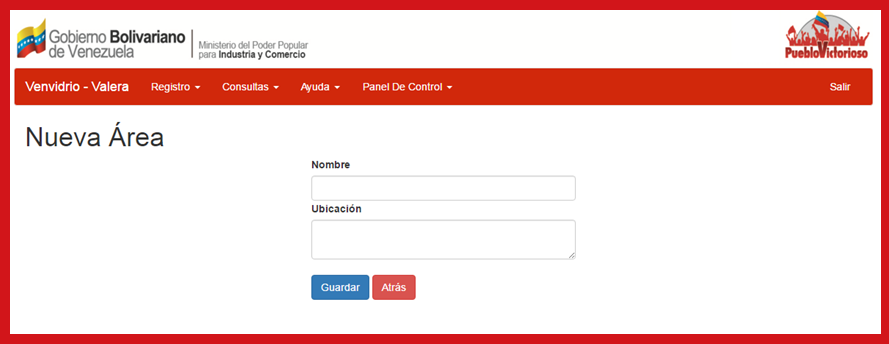 Gobierno Bolivariano
de Venezuela
Ministerio del Poder Popular
para Industria y Comercio
PuebloVictorioso
Venvidrio - Valera Registro Consultas Ayuda Panel De Control Salir
Nueva Área
Nombre
Ubicación
Guardar Atrás